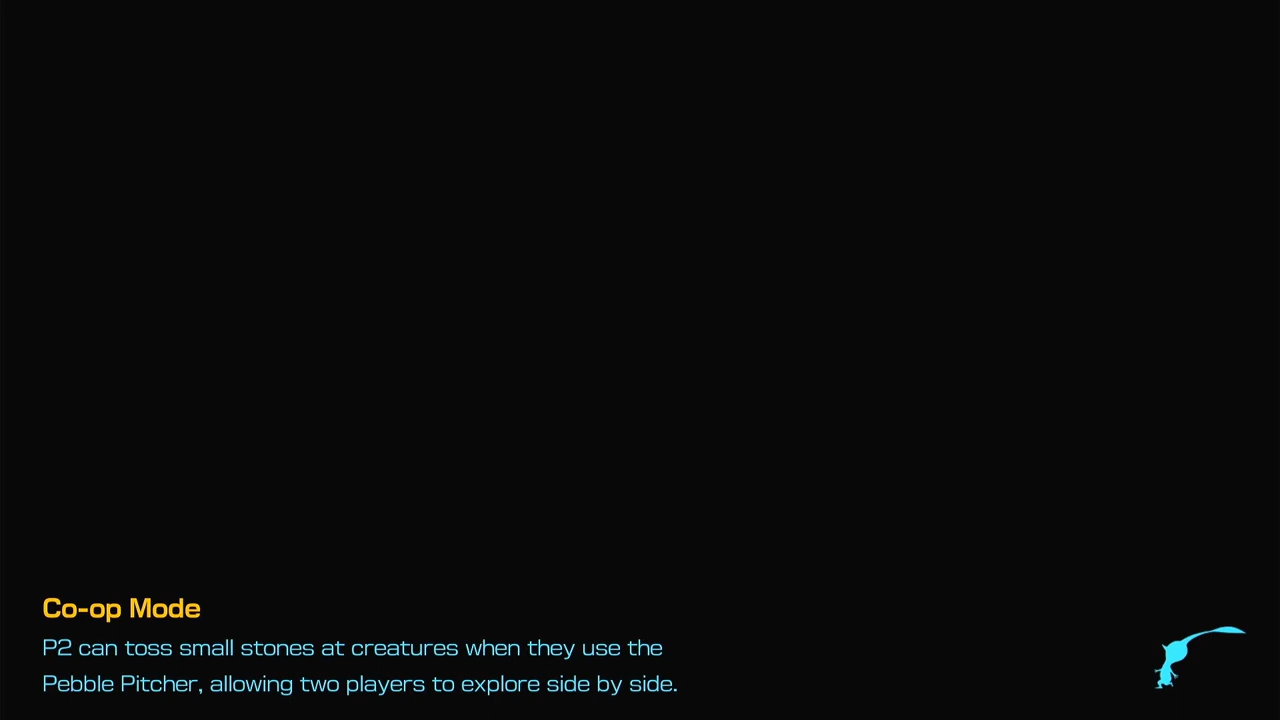 Co-op Mode
P2 can toss small stones at creatures when they use the
Pebble Pitcher, allowing two players to explore side by side.